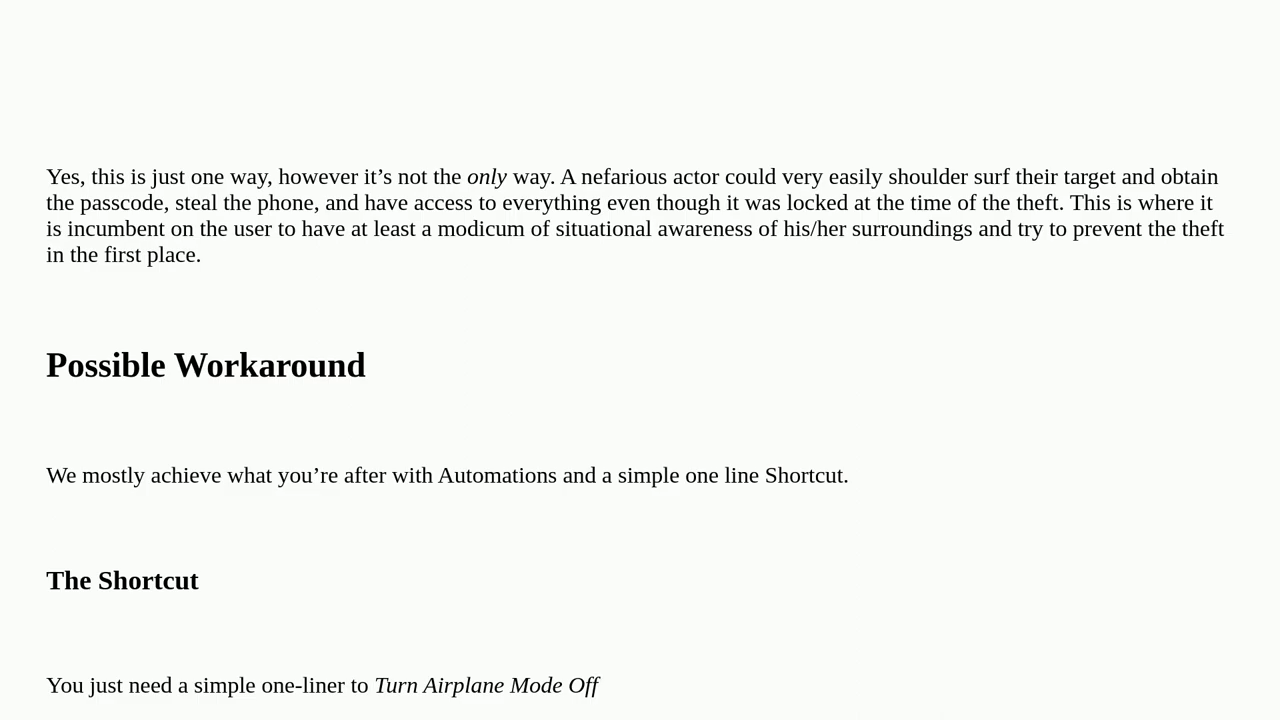 Yes, this is just one way, however it’s not the only way. A nefarious actor could very easily shoulder surf their target and obtain
the passcode, steal the phone, and have access to everything even though it was locked at the time of the theft. This is where it
is incumbent on the user to have at least a modicum of situational awareness of his/her surroundings and try to prevent the theft
in the first place.
Possible Workaround
We mostly achieve what you’re after with Automations and a simple one line Shortcut.
The Shortcut
You just need a simple one-liner to Turn Airplane Mode Off